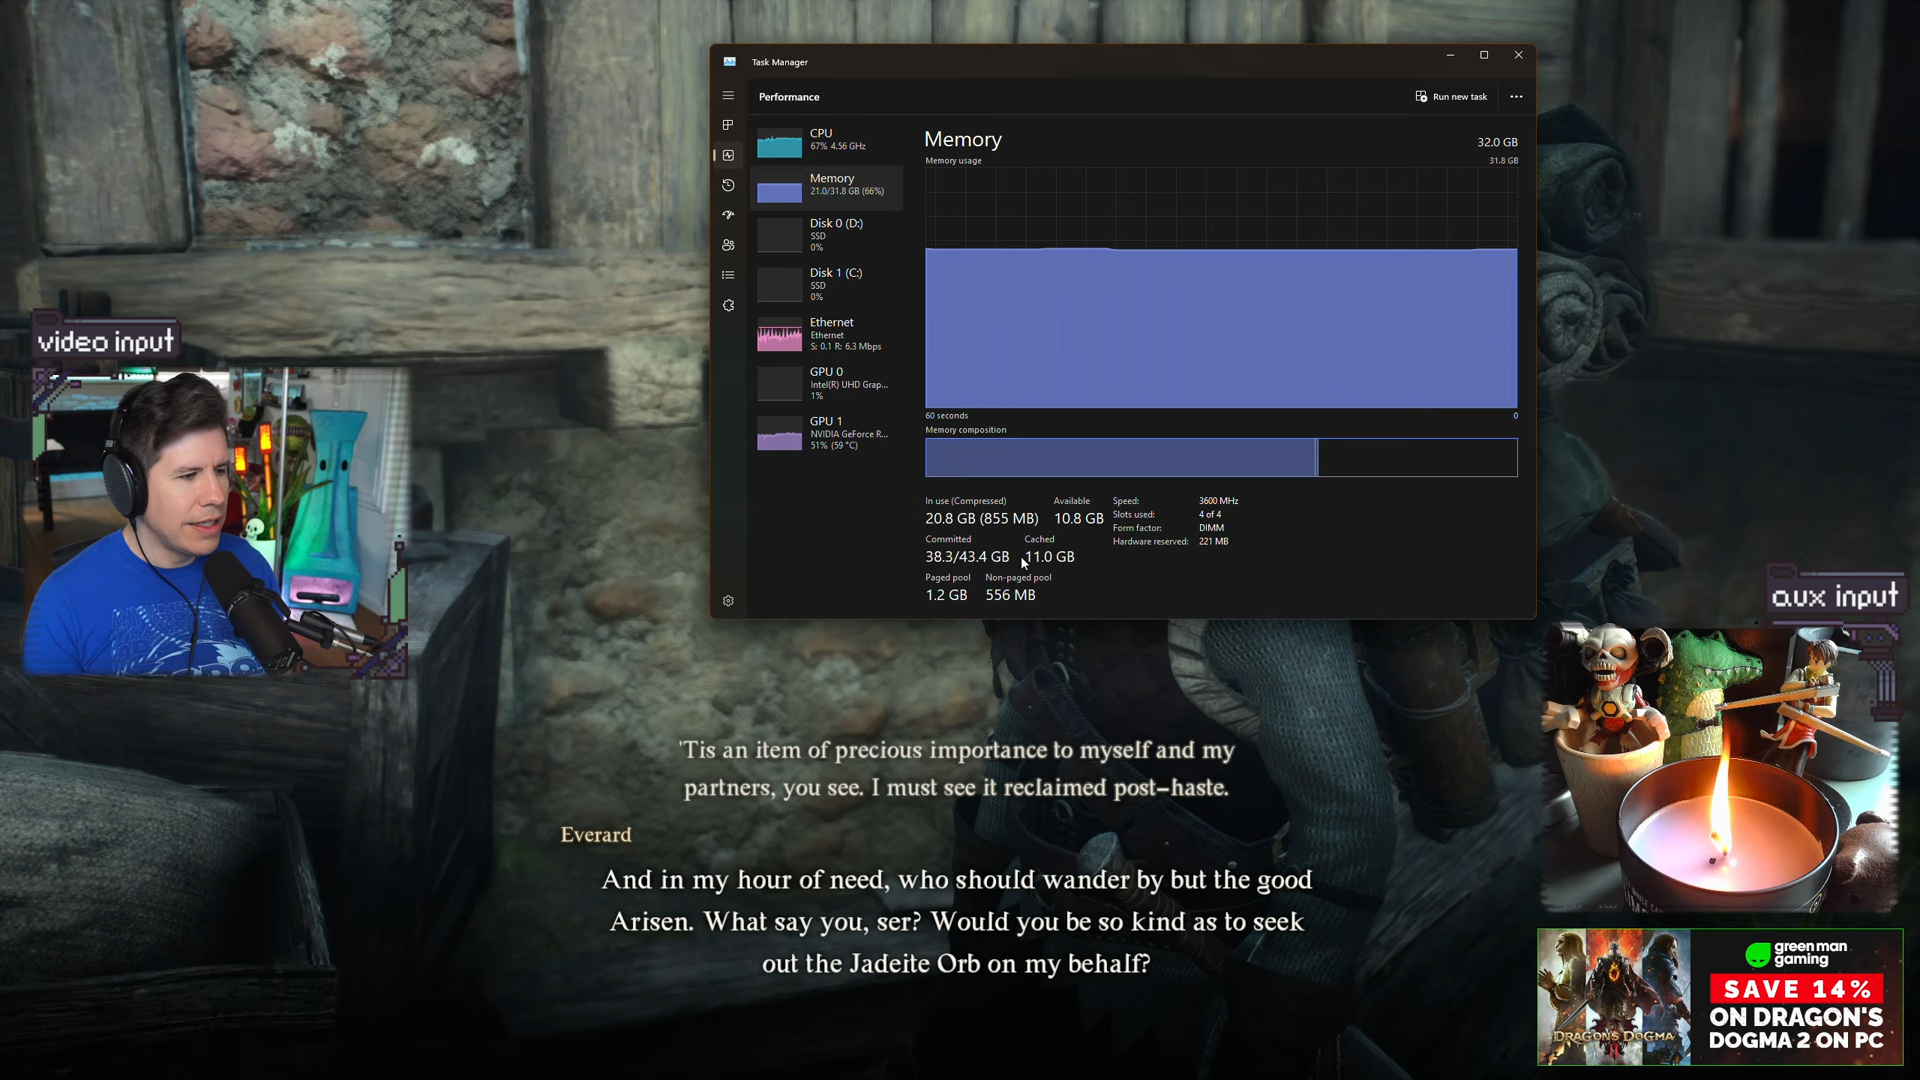 Task Manager
Performance
Run new task
CPU
67% 4.56 GHz
Memory
21.0/31.8 GB (66%)
Disk 0 (D:)
SSD
0%
Disk 1 (C:)
SSD
0%
Ethernet
Ethernet
S: 0.1 R: 6.3 Mbps
GPU 0
Intel(R) UHD Grap...
1%
GPU 1
NVIDIA GeForce R...
51% (59 °C)
Memory
32.0 GB
Memory usage
31.8 GB
60 seconds
0
Memory composition
In use (Compressed)
20.8 GB (855 MB)
Available
10.8 GB
Committed
38.3/43.4 GB
Cached
11.0 GB
Paged pool
1.2 GB
Non-paged pool
556 MB
Speed: 3600 MHz
Slots used: 4 of 4
Form factor: DIMM
Hardware reserved: 221 MB
video input
aux input
'Tis an item of precious importance to myself and my
partners, you see. I must see it reclaimed post-haste.
Everard
And in my hour of need, who should wander by but the good
Arisen. What say you, ser? Would you be so kind as to seek
out the Jadeite Orb on my behalf?
green man
gaming
SAVE 14%
ON DRAGON'S
DOGMA 2 ON PC
DRAGON'S DOGMA